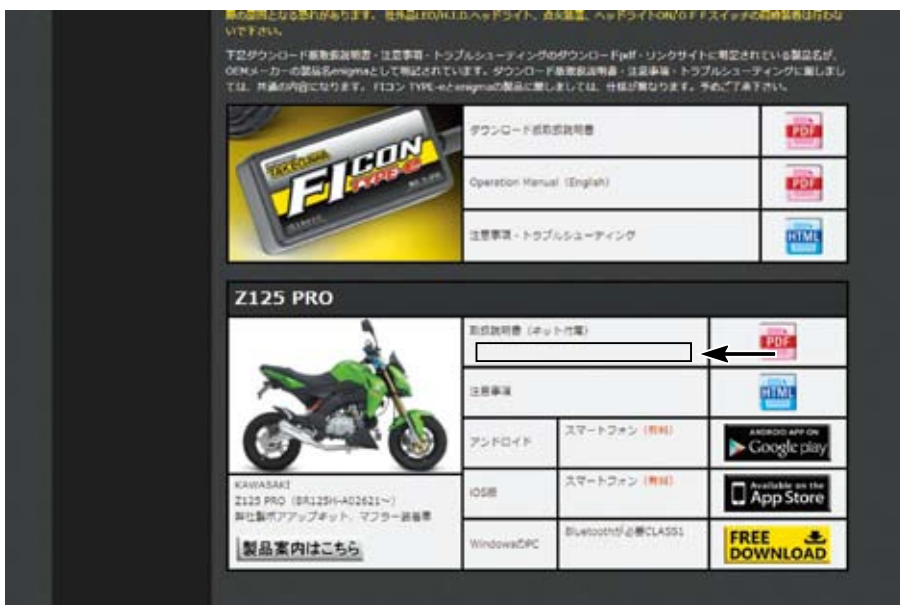 いで下さい。
下記ダウンロード版取扱説明書・注意事項・トラブルシューティングのダウンロードpdf・リンクサイトに明記されている製品名が、
OEMメーカーの製品名enigmaとして明記されています。ダウンロード版取扱説明書・注意事項・トラブルシューティングに関しまし
ては、共通の内容になります。FIコン TYPE-eとenigmaの製品に関しましては、仕様が異なります。予めご了承下さい。
TAKEGAWA
FI CON
TYPE-e
ダウンロード版取扱説明書
PDF
Operation Manual (English)
PDF
注意事項・トラブルシューティング
HTML
Z125 PRO
取扱説明書（キット付属）
PDF
注意事項
HTML
アンドロイド
スマートフォン（有料）
ANDROID APP ON
Google play
KAWASAKI
Z125 PRO（BR125H-A02621～）
弊社製ボアアップキット、マフラー装着車
製品案内はこちら
iOS版
スマートフォン（有料）
Available on the
App Store
WindowsのPC
Bluetoothが必要CLASS1
FREE
DOWNLOAD